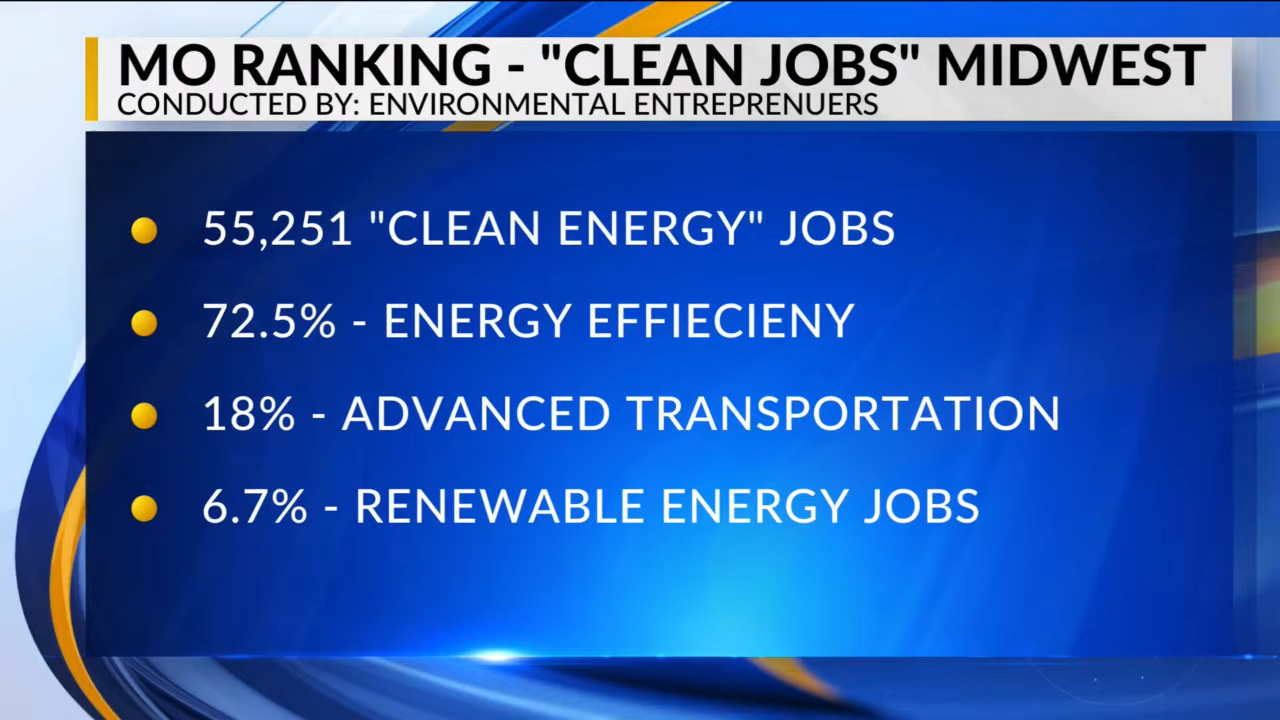 MO RANKING - "CLEAN JOBS" MIDWEST
CONDUCTED BY: ENVIRONMENTAL ENTREPRENUERS
55,251 "CLEAN ENERGY" JOBS
72.5% - ENERGY EFFIECIENY
18% - ADVANCED TRANSPORTATION
6.7% - RENEWABLE ENERGY JOBS